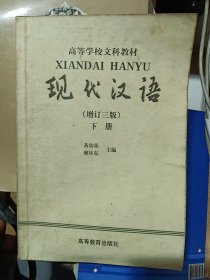 高等学校文科教材
XIANDAI HANYU
现代汉语
(增订三版)
下册
黄伯荣
廖序东 主编
高等教育出版社